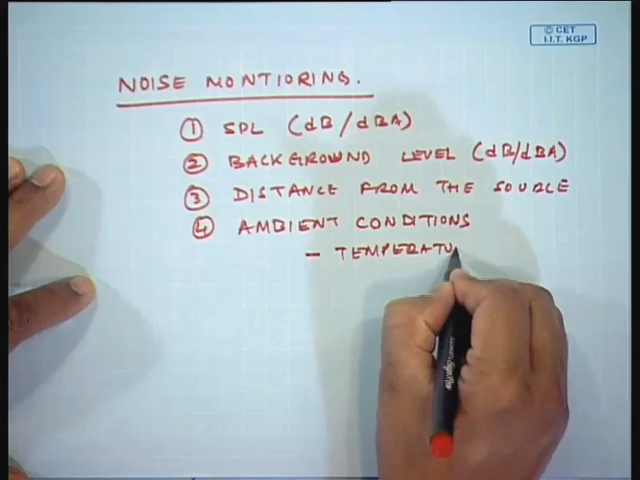 © CET
I.I.T. KGP
NOISE MONTIORING.
① SPL (dB/dBA)
② BACKGROUND LEVEL (dB/dBA)
③ DISTANCE FROM THE SOURCE
④ AMBIENT CONDITIONS
- TEMPERATU